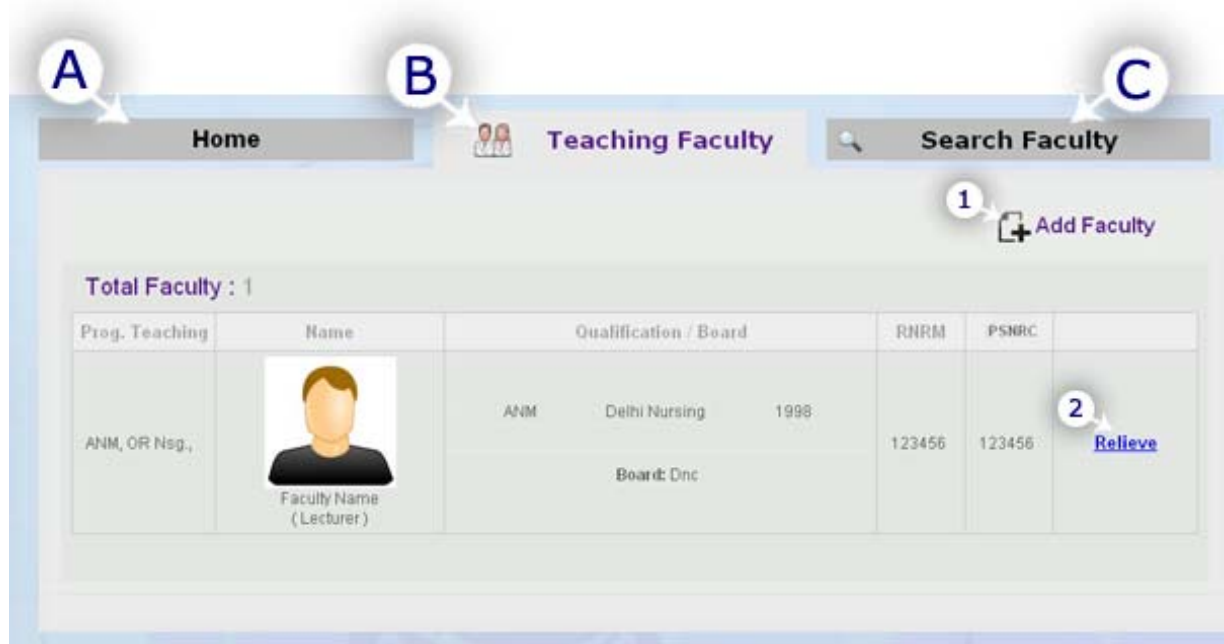 A
B
C
Home
Teaching Faculty
Search Faculty
1
Add Faculty
Total Faculty : 1
Prog. Teaching Name Qualification / Board RNRM PSNRC
ANM Delhi Nursing 1998
2
ANM, OR Nsg., 123456 123456 Relieve
Board: Dnc
Faculty Name
( Lecturer )